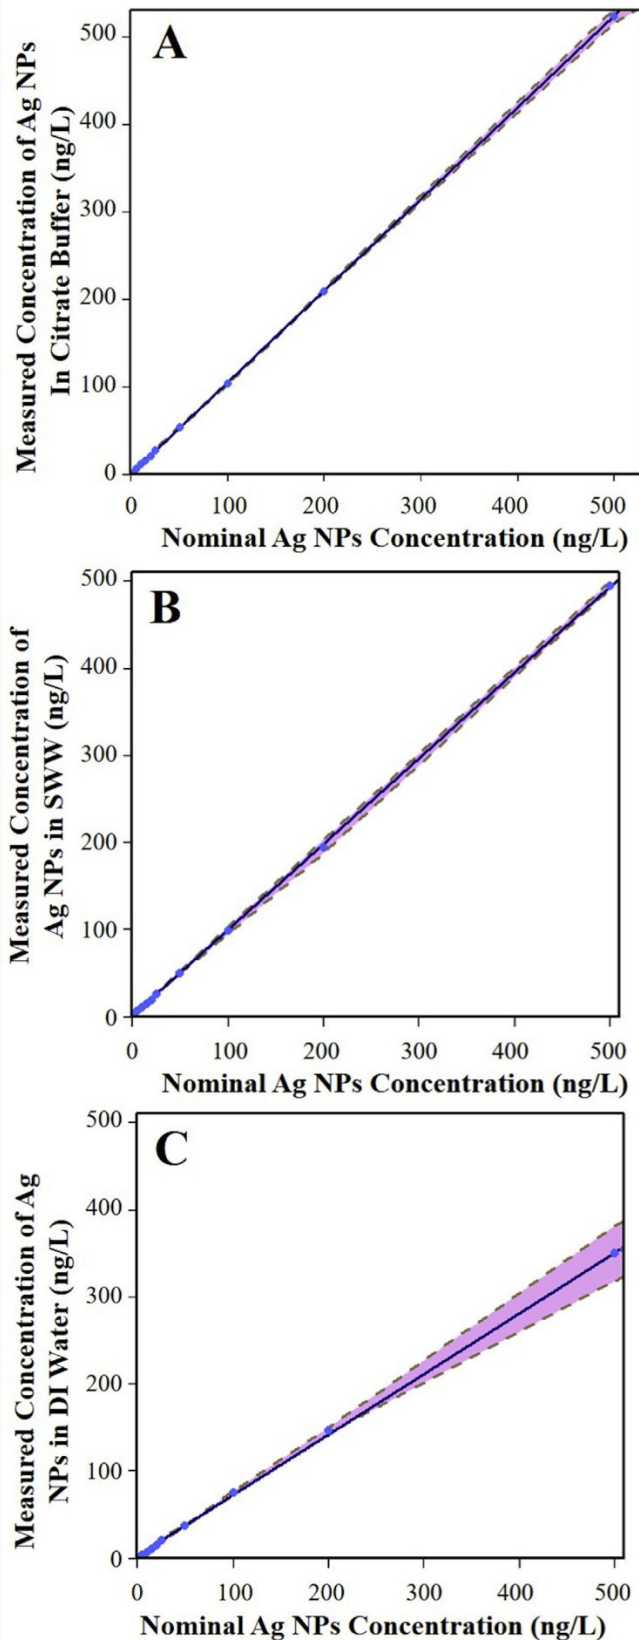 A
Measured Concentration of Ag NPs
In Citrate Buffer (ng/L)
500
400
300
200
100
0
0 100 200 300 400 500
Nominal Ag NPs Concentration (ng/L)
B
Measured Concentration of
Ag NPs in SWW (ng/L)
500
400
300
200
100
0
0 100 200 300 400 500
Nominal Ag NPs Concentration (ng/L)
C
Measured Concentration of Ag
NPs in DI Water (ng/L)
500
400
300
200
100
0
0 100 200 300 400 500
Nominal Ag NPs Concentration (ng/L)